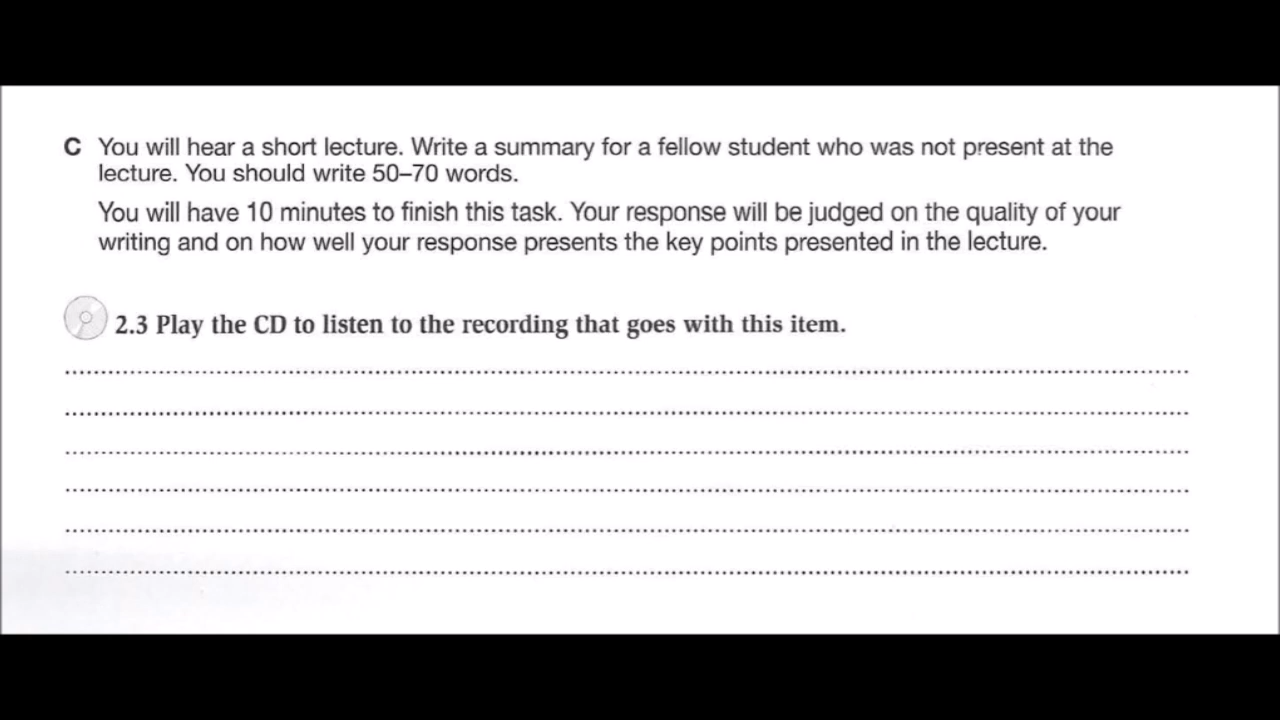 C You will hear a short lecture. Write a summary for a fellow student who was not present at the
lecture. You should write 50–70 words.
You will have 10 minutes to finish this task. Your response will be judged on the quality of your
writing and on how well your response presents the key points presented in the lecture.
2.3 Play the CD to listen to the recording that goes with this item.